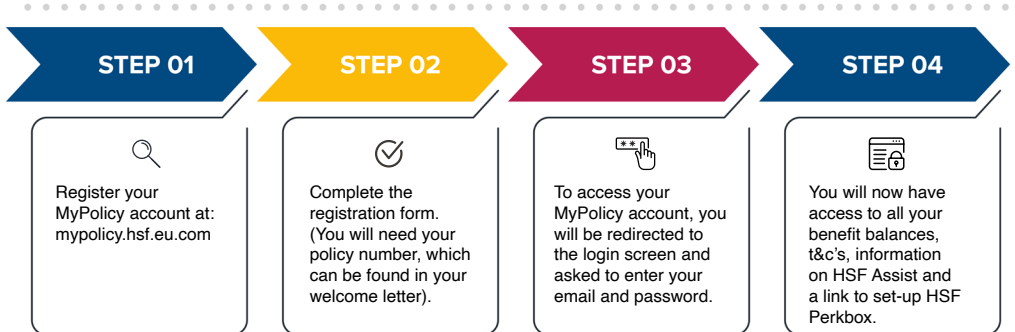 STEP 01
Register your
MyPolicy account at:
mypolicy.hsf.eu.com
STEP 02
Complete the
registration form.
(You will need your
policy number, which
can be found in your
welcome letter).
STEP 03
To access your
MyPolicy account, you
will be redirected to
the login screen and
asked to enter your
email and password.
STEP 04
You will now have
access to all your
benefit balances,
t&c's, information
on HSF Assist and
a link to set-up HSF
Perkbox.